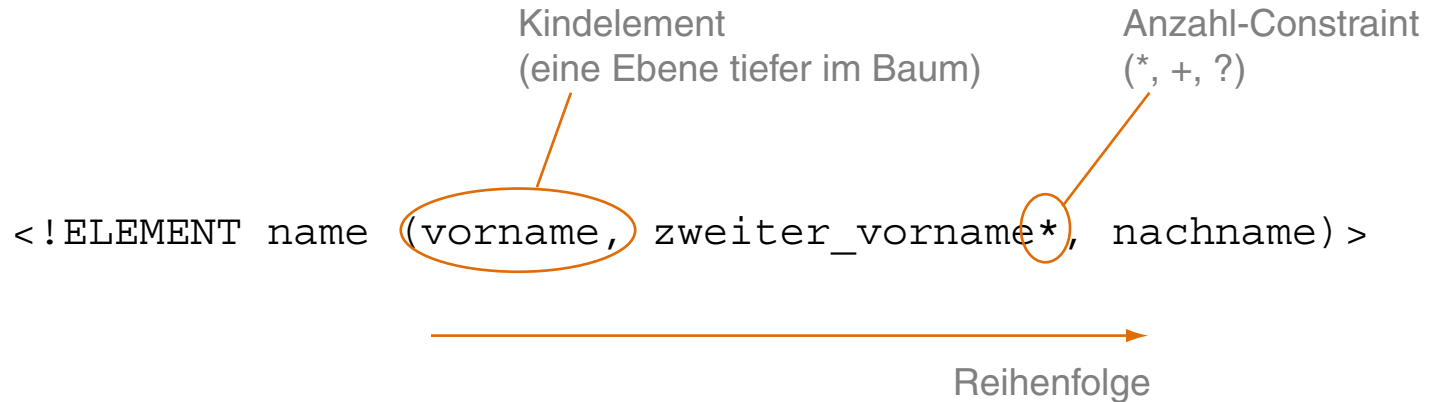 Kindelement
(eine Ebene tiefer im Baum)
Anzahl-Constraint
(*, +, ?)
<!ELEMENT name (vorname, zweiter_vorname*, nachname)>
Reihenfolge